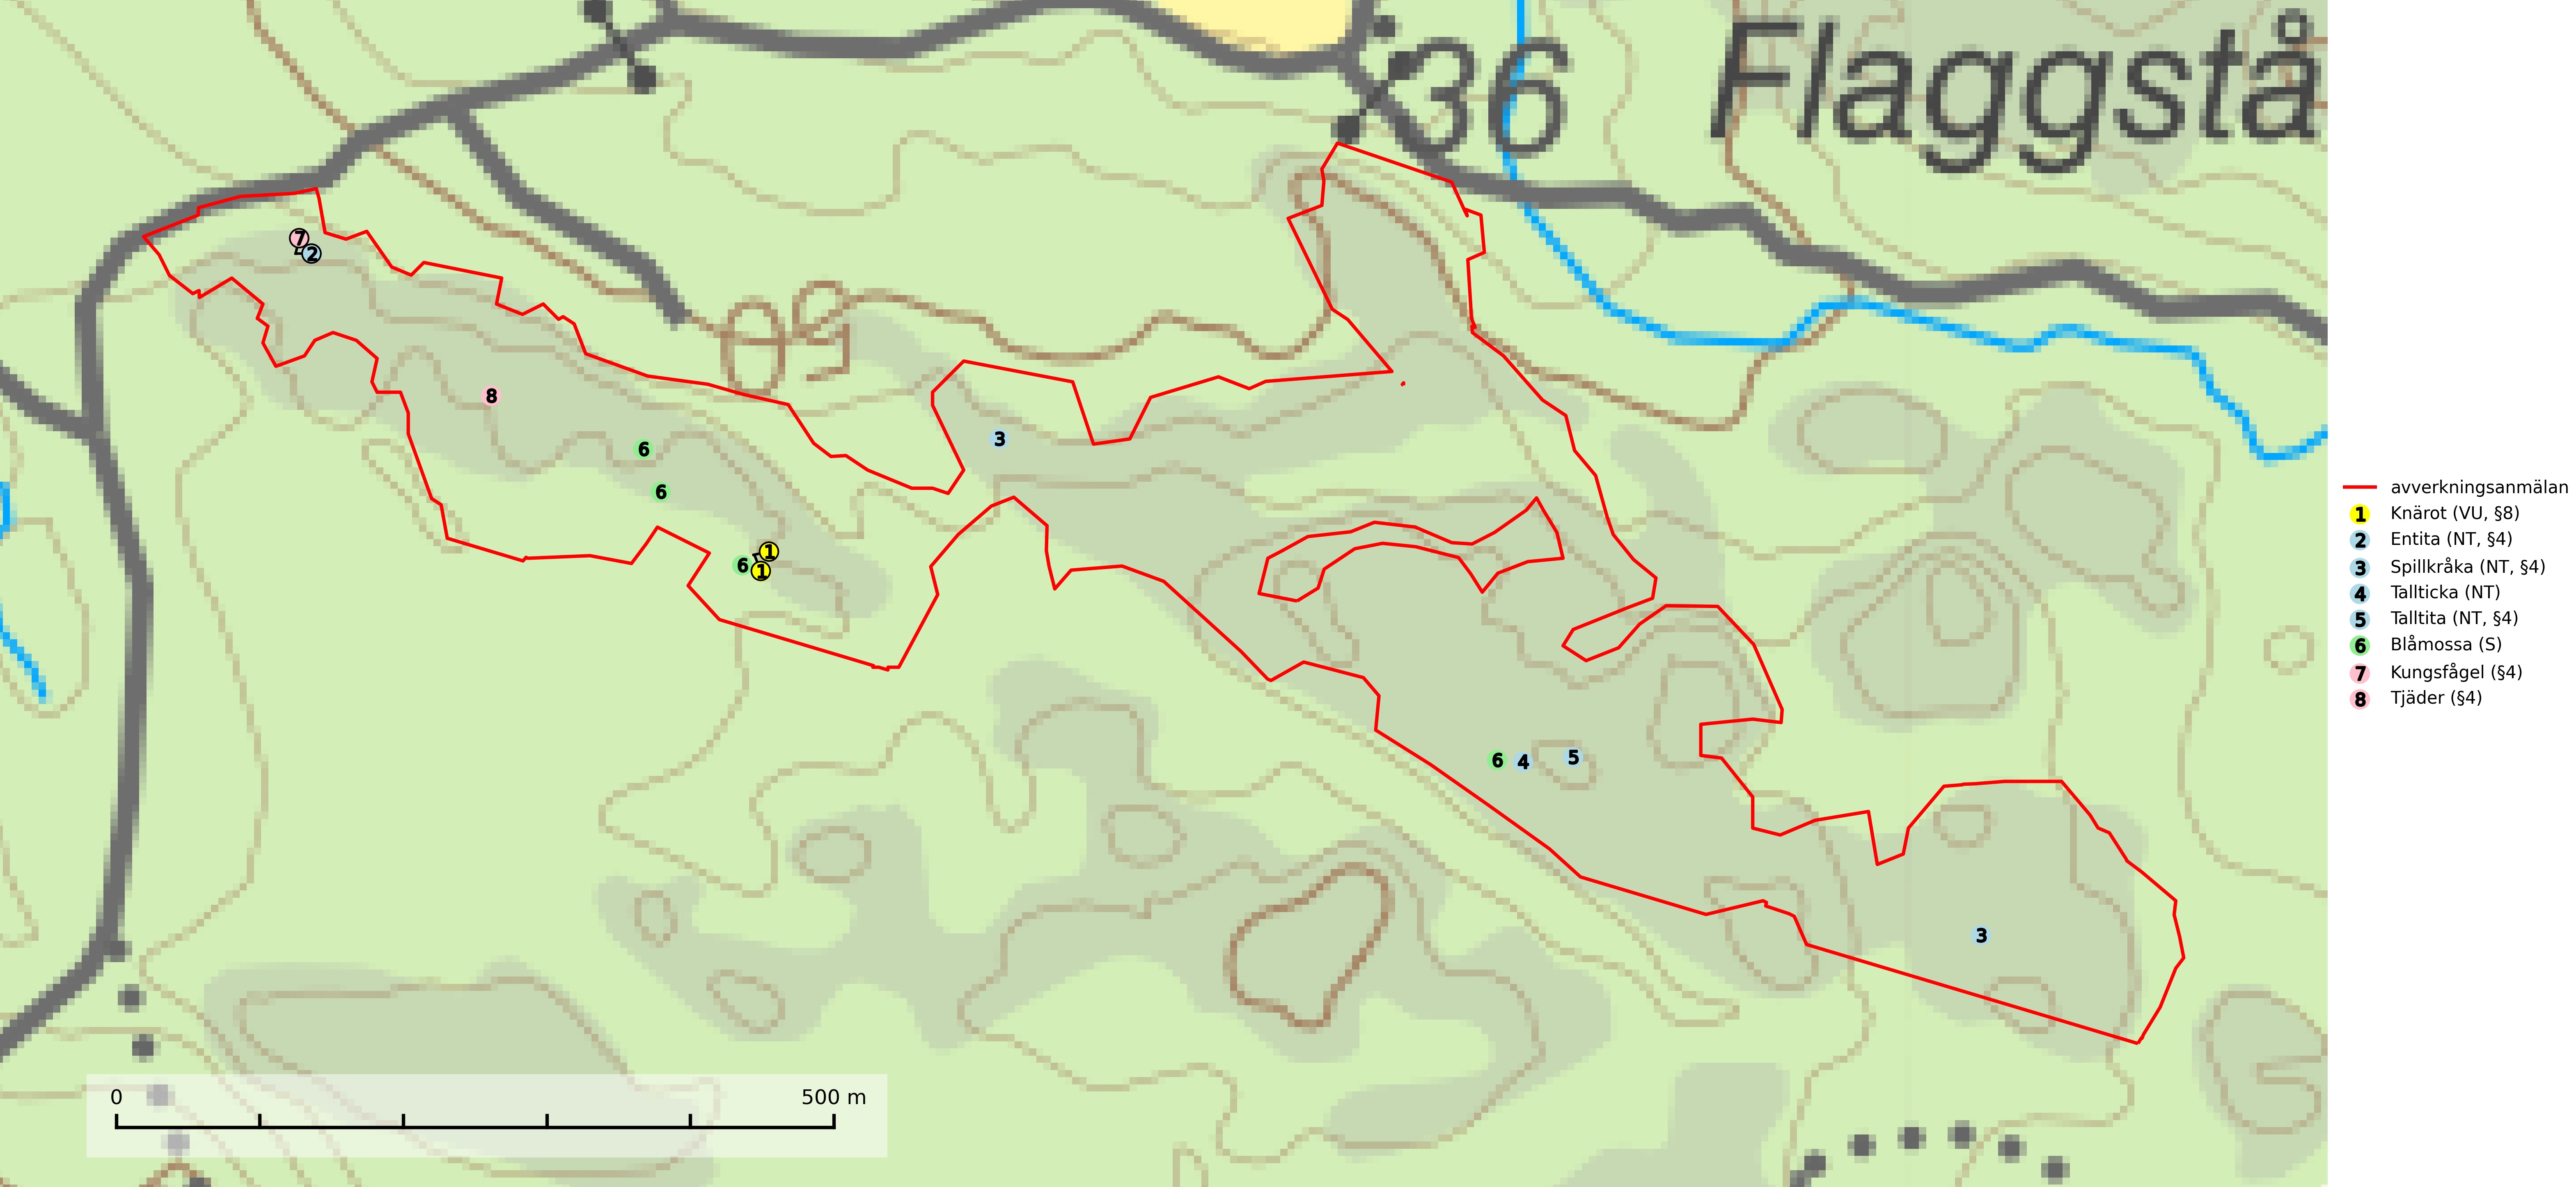 36
Flaggstå
03
7
2
8
3
6
6
1
6
1
6
4
5
3
0
500 m
avverkningsanmälan
1 Knärot (VU, §8)
2 Entita (NT, §4)
3 Spillkråka (NT, §4)
4 Tallticka (NT)
5 Talltita (NT, §4)
6 Blåmossa (S)
7 Kungsfågel (§4)
8 Tjäder (§4)